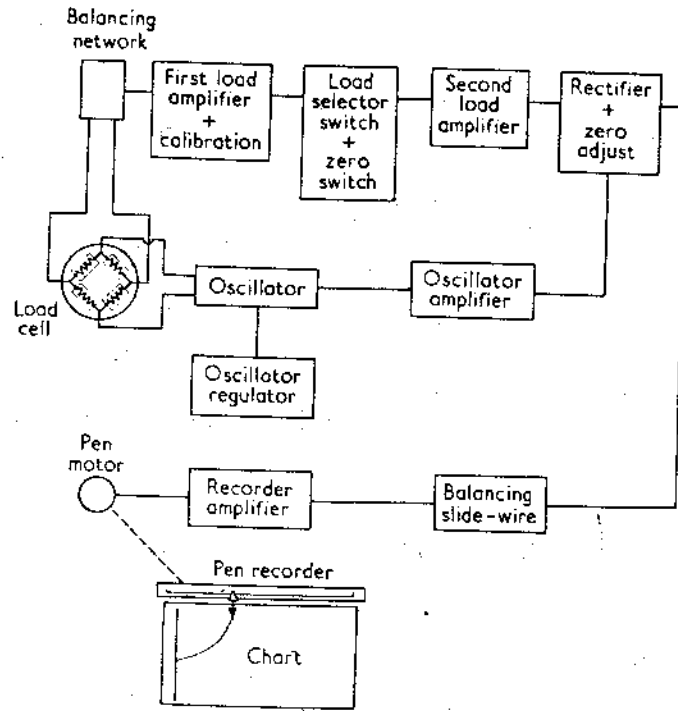 Balancing
network
First load
amplifier
+
calibration
Load
selector
switch
+
zero
switch
Second
load
amplifier
Rectifier
+
zero
adjust
Load
cell
Oscillator
Oscillator
amplifier
Oscillator
regulator
Pen
motor
Recorder
amplifier
Balancing
slide-wire
Pen recorder
Chart